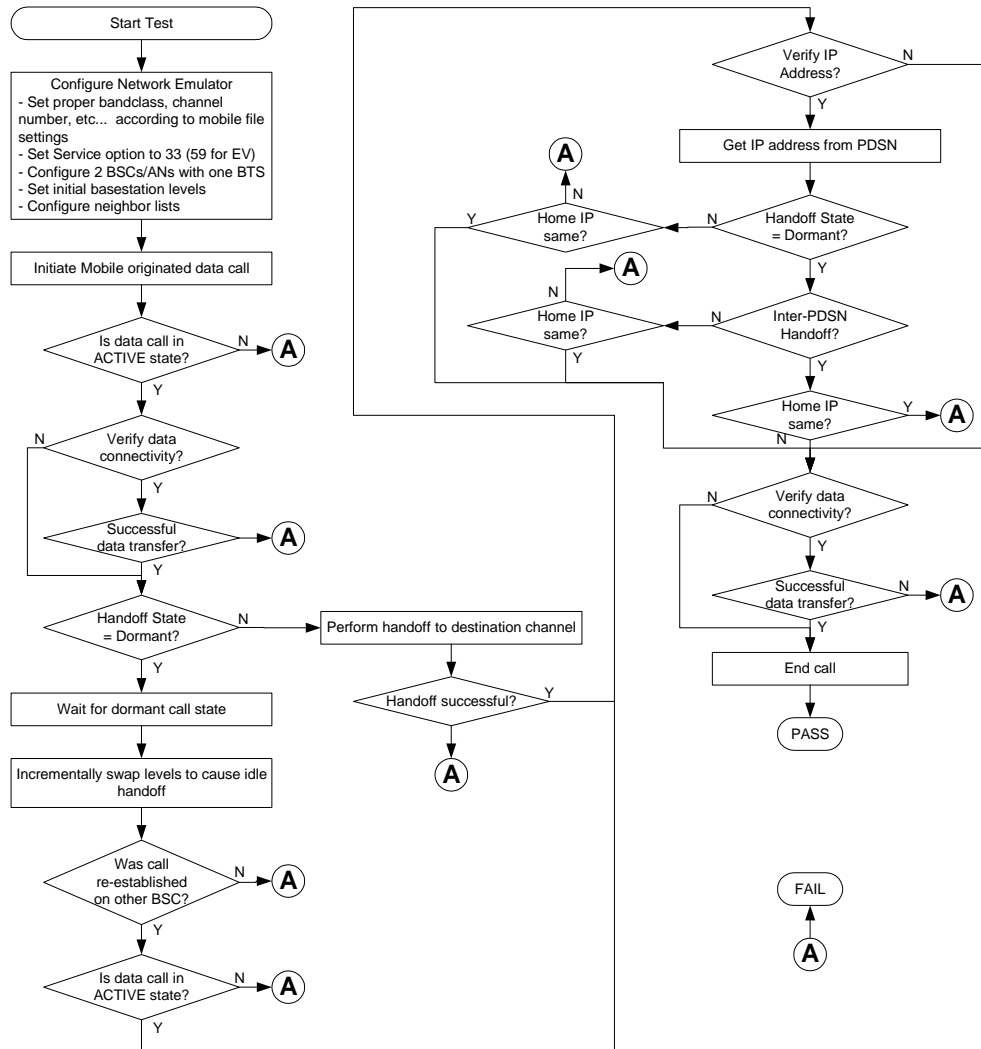 Start Test
Configure Network Emulator
- Set proper bandclass, channel
number, etc... according to mobile file
settings
- Set Service option to 33 (59 for EV)
- Configure 2 BSCs/ANs with one BTS
- Set initial basestation levels
- Configure neighbor lists
Initiate Mobile originated data call
Is data call in
ACTIVE state?
N
A
Y
Verify data
connectivity?
N
Y
Successful
data transfer?
A
Y
Handoff State
= Dormant?
N
Y
Perform handoff to destination channel
Handoff successful?
Y
A
Wait for dormant call state
Incrementally swap levels to cause idle
handoff
Was call
re-established
on other BSC?
N
A
Y
Is data call in
ACTIVE state?
N
A
Y
Verify IP
Address?
N
Y
Get IP address from PDSN
Handoff State
= Dormant?
N
Y
Home IP
same?
Y
N
A
Inter-PDSN
Handoff?
N
Y
Home IP
same?
N
A
Y
Home IP
same?
Y
A
N
Verify data
connectivity?
N
Y
Successful
data transfer?
N
A
Y
End call
PASS
FAIL
A